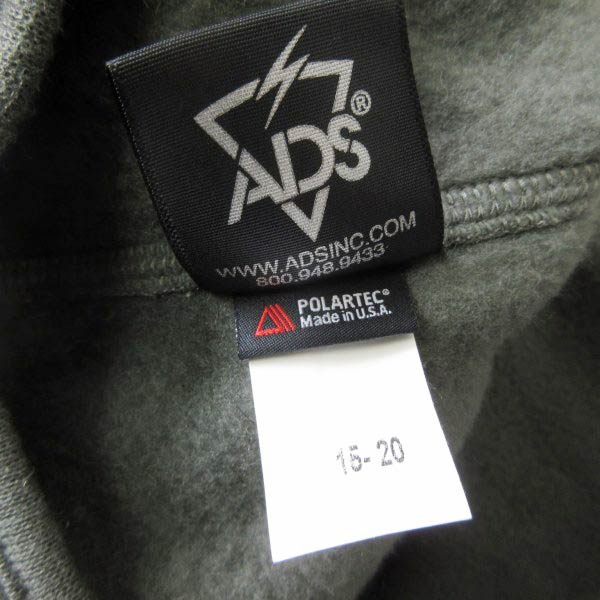 ADS®
WWW.ADSINC.COM
800.948.9433
POLARTEC®
Made in U.S.A.
15-20